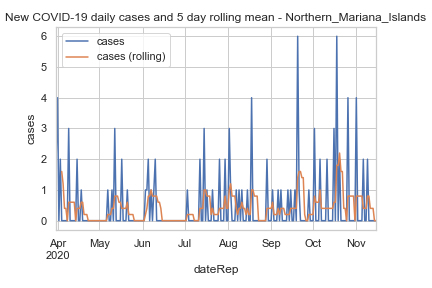 New COVID-19 daily cases and 5 day rolling mean - Northern_Mariana_Islands
cases
cases (rolling)
6
5
4
3
2
1
0
cases
Apr May Jun Jul Aug Sep Oct Nov
2020
dateRep